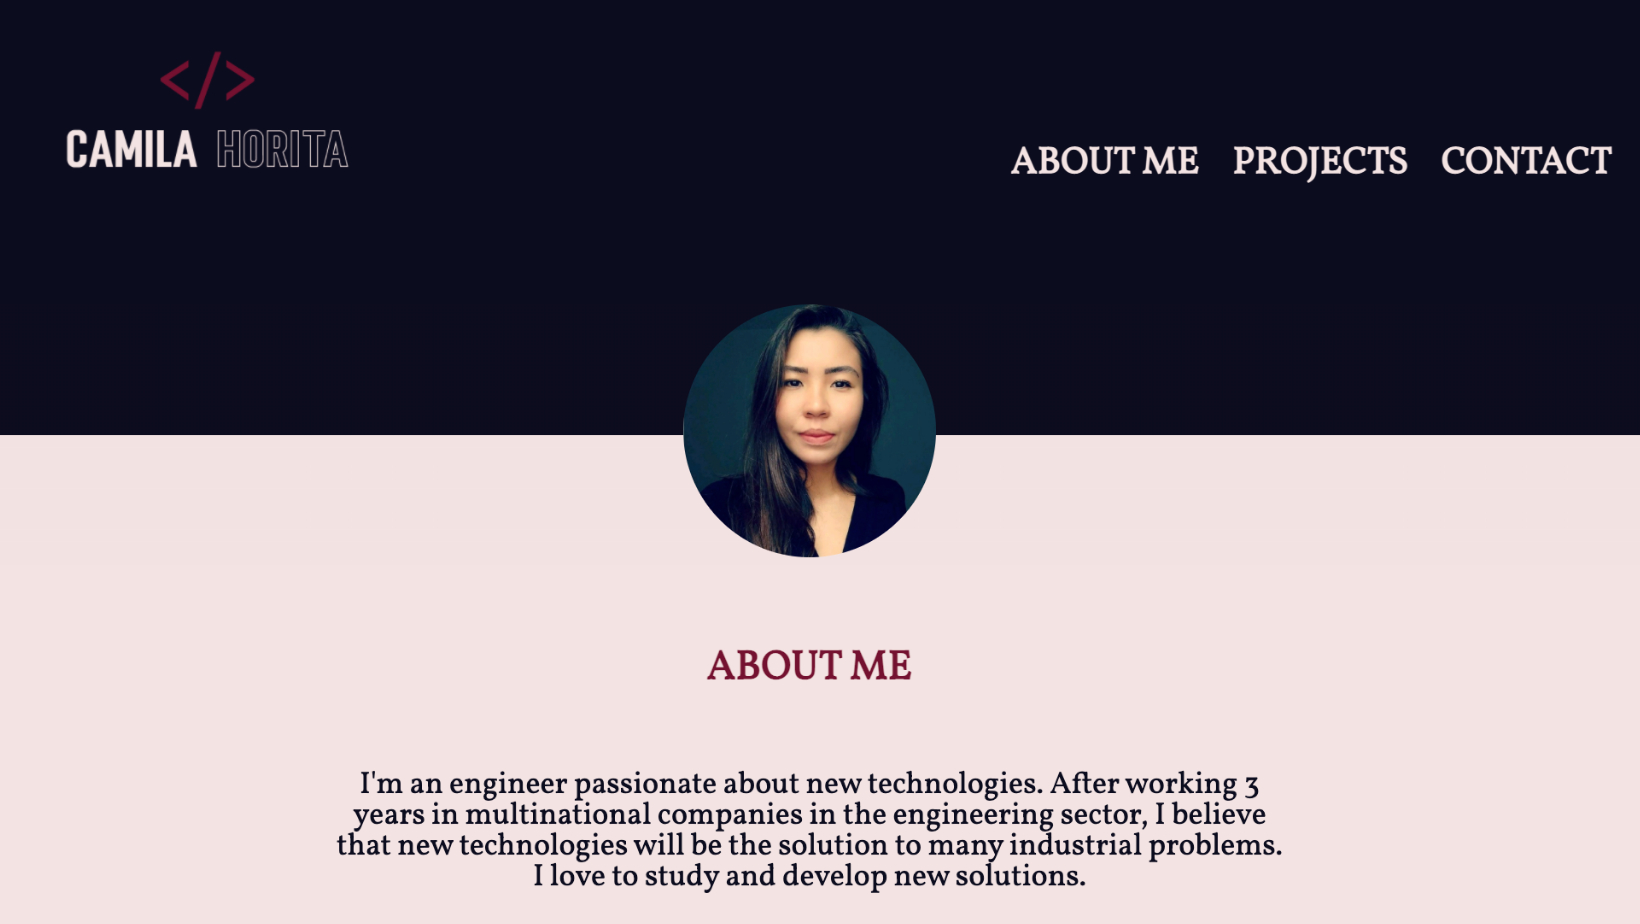 </>
CAMILA HORITA
ABOUT ME PROJECTS CONTACT
ABOUT ME
I'm an engineer passionate about new technologies. After working 3
years in multinational companies in the engineering sector, I believe
that new technologies will be the solution to many industrial problems.
I love to study and develop new solutions.